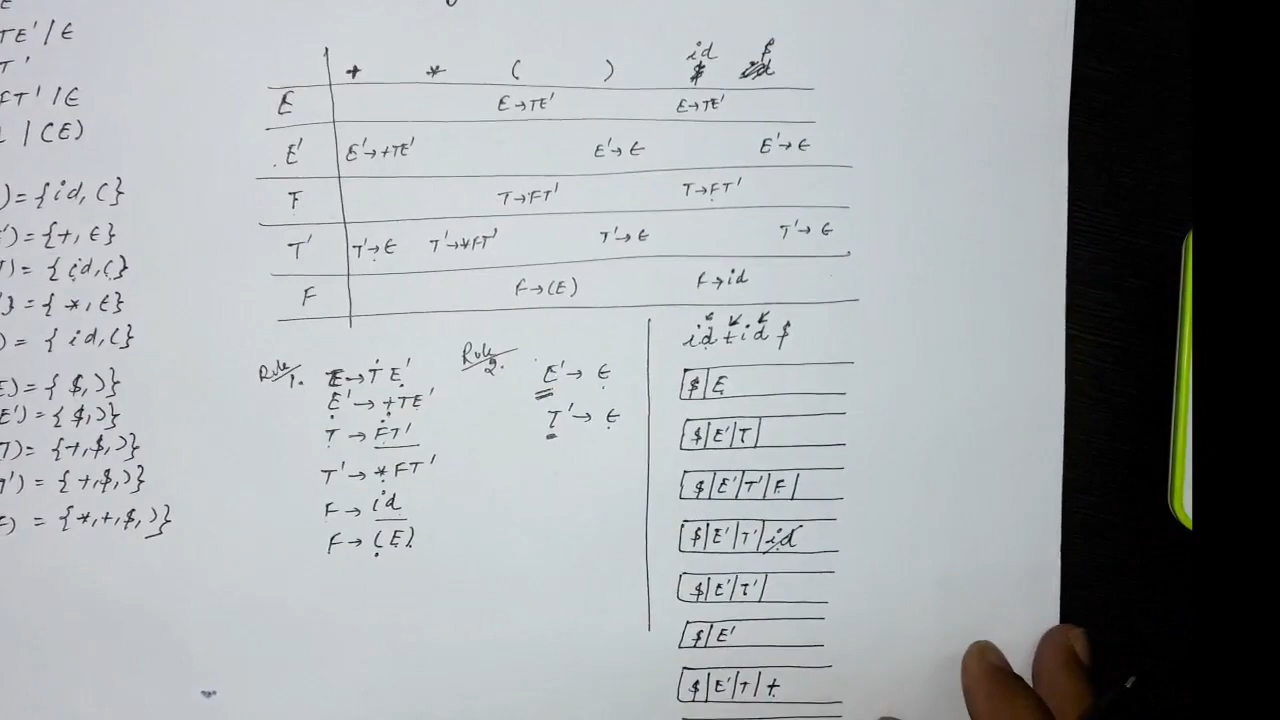 E
TE' / ϵ
T'
FT' / ϵ
| (E)
) = {id, (}
') = {+, ϵ}
T) = {id, (}
'} = {*, ϵ}
) = {id, (}
E) = {$, )}
E') = {$, )}
T) = {+, $, )}
') = {+, $, )}
F) = {*, +, $, )}
id $
+ * ( )
E E→TE' E→TE'
E' E'→+TE' E'→ϵ E'→ϵ
F T→FT' T→FT'
T' T'→ϵ T'→*FT' T'→ϵ T'→ϵ
F F→(E) F→id
Rule 1. E→TE'
E'→+TE'
T→FT'
T'→*FT'
F→id
F→(E)
Rule 2. E'→ϵ
T'→ϵ
id+id $
$|E
$|E'|T|
$|E'|T'|F|
$|E'|T'|id
$|E'|T'|
$|E'
$|E'|T|+